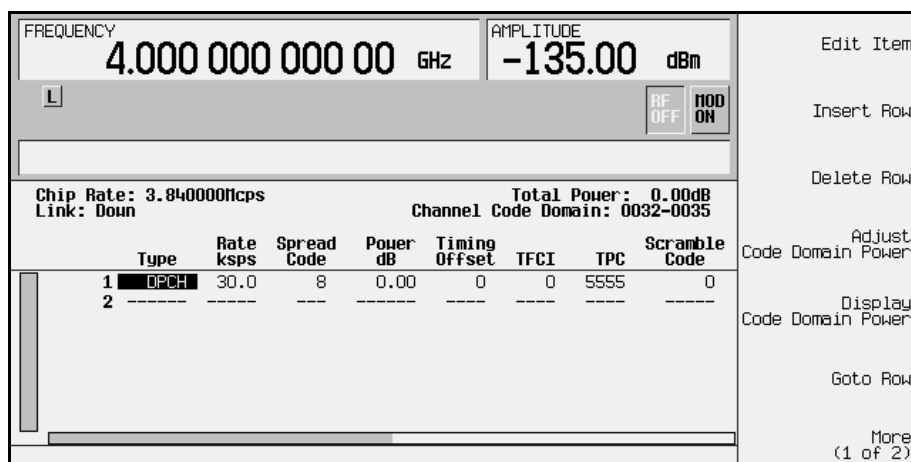 FREQUENCY
4.000 000 000 00 GHz
AMPLITUDE
-135.00 dBm
L
RF OFF
MOD ON
Chip Rate: 3.840000Mcps
Total Power: 0.00dB
Link: Down
Channel Code Domain: 0032-0035
Type Rate ksps Spread Code Power dB Timing Offset TFCI TPC Scramble Code
1 DPCH 30.0 8 0.00 0 0 5555 0
2 ------ ----- --- ------ ---- ---- ---- -----
Edit Item
Insert Row
Delete Row
Adjust
Code Domain Power
Display
Code Domain Power
Goto Row
More
(1 of 2)